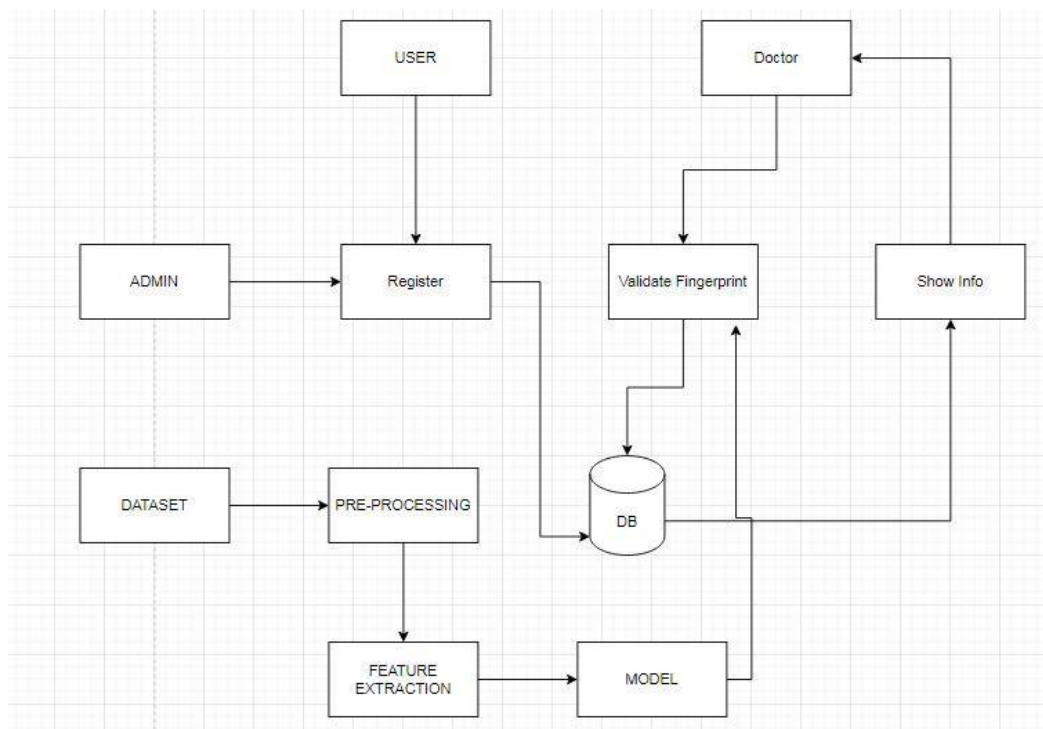 USER
Doctor
ADMIN
Register
Validate Fingerprint
Show Info
DATASET
PRE-PROCESSING
DB
FEATURE
EXTRACTION
MODEL